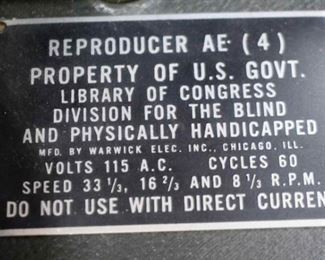 REPRODUCER AE (4)
PROPERTY OF U.S. GOVT.
LIBRARY OF CONGRESS
DIVISION FOR THE BLIND
AND PHYSICALLY HANDICAPPED
MFD. BY WARWICK ELEC. INC., CHICAGO, ILL.
VOLTS 115 A.C. CYCLES 60
SPEED 33 1/3, 16 2/3 AND 8 1/3 R.P.M.
DO NOT USE WITH DIRECT CURREN